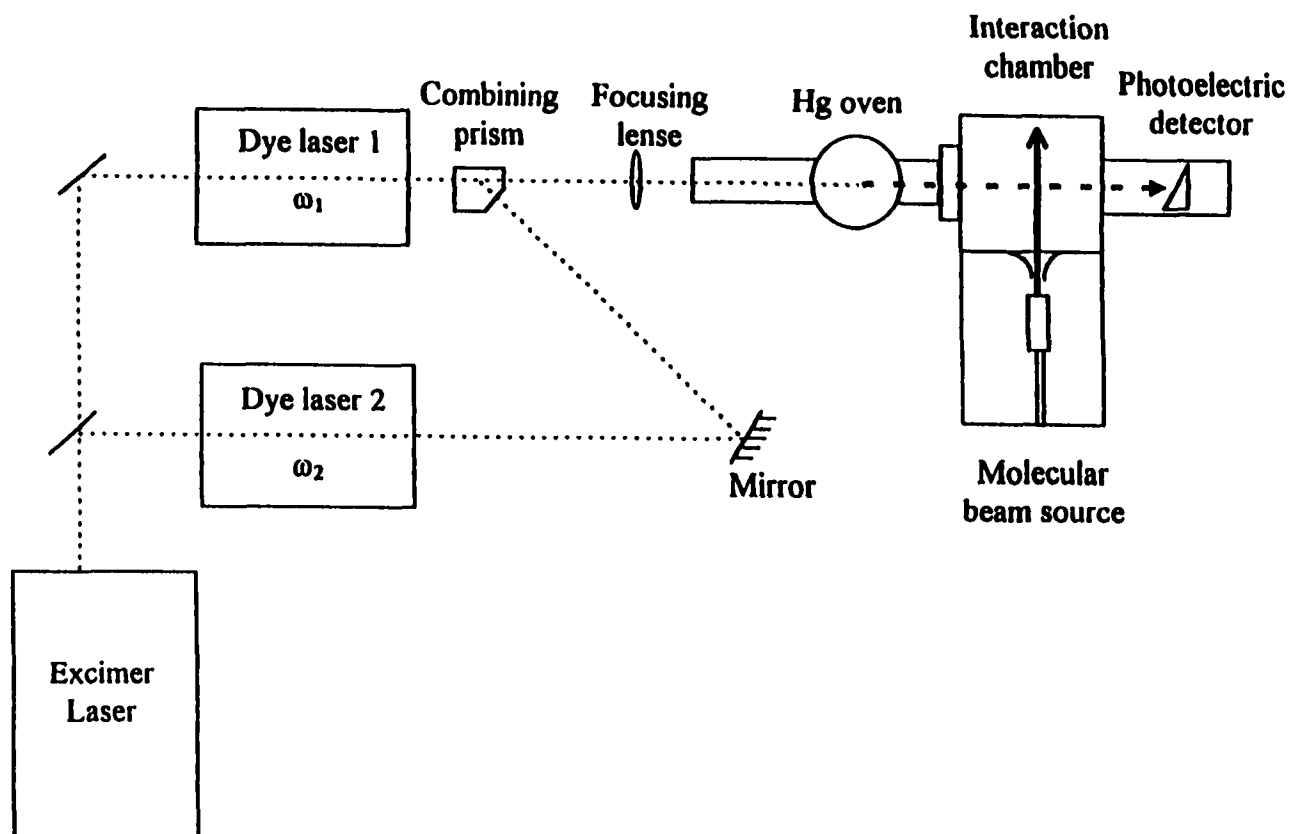 Interaction
chamber
Photoelectric
detector
Hg oven
Combining
prism
Focusing
lense
Dye laser 1
ω₁
Dye laser 2
ω₂
Mirror
Molecular
beam source
Excimer
Laser